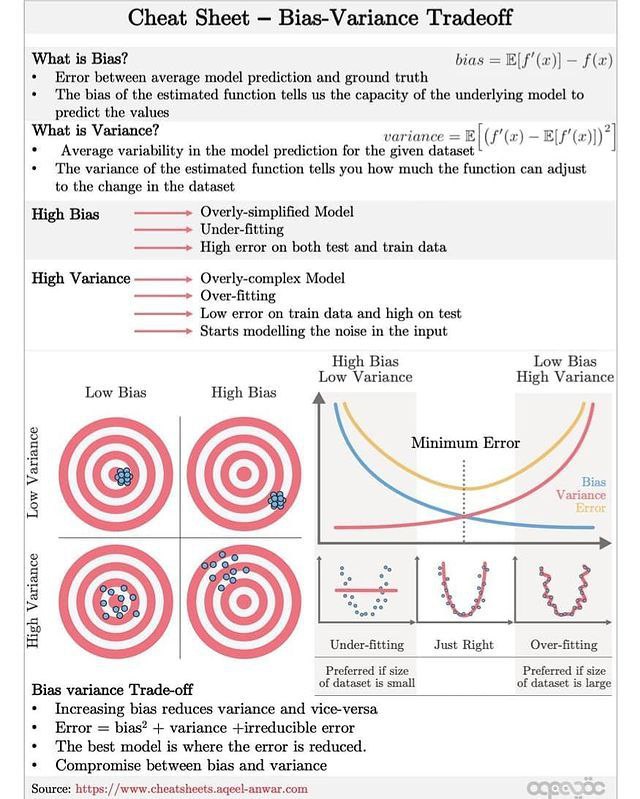 Cheat Sheet – Bias-Variance Tradeoff
What is Bias?
bias = 𝔼[f′(x)] − f(x)
• Error between average model prediction and ground truth
• The bias of the estimated function tells us the capacity of the underlying model to
predict the values
What is Variance?
variance = 𝔼[(f′(x) − 𝔼[f′(x)])²]
• Average variability in the model prediction for the given dataset
• The variance of the estimated function tells you how much the function can adjust
to the change in the dataset
High Bias
Overly-simplified Model
Under-fitting
High error on both test and train data
High Variance
Overly-complex Model
Over-fitting
Low error on train data and high on test
Starts modelling the noise in the input
Low Bias
High Bias
Low Variance
High Variance
High Bias
Low Variance
Low Bias
High Variance
Minimum Error
Bias
Variance
Error
Under-fitting
Just Right
Over-fitting
Preferred if size
of dataset is small
Preferred if size
of dataset is large
Bias variance Trade-off
• Increasing bias reduces variance and vice-versa
• Error = bias² + variance +irreducible error
• The best model is where the error is reduced.
• Compromise between bias and variance
Source: https://www.cheatsheets.aqeel-anwar.com